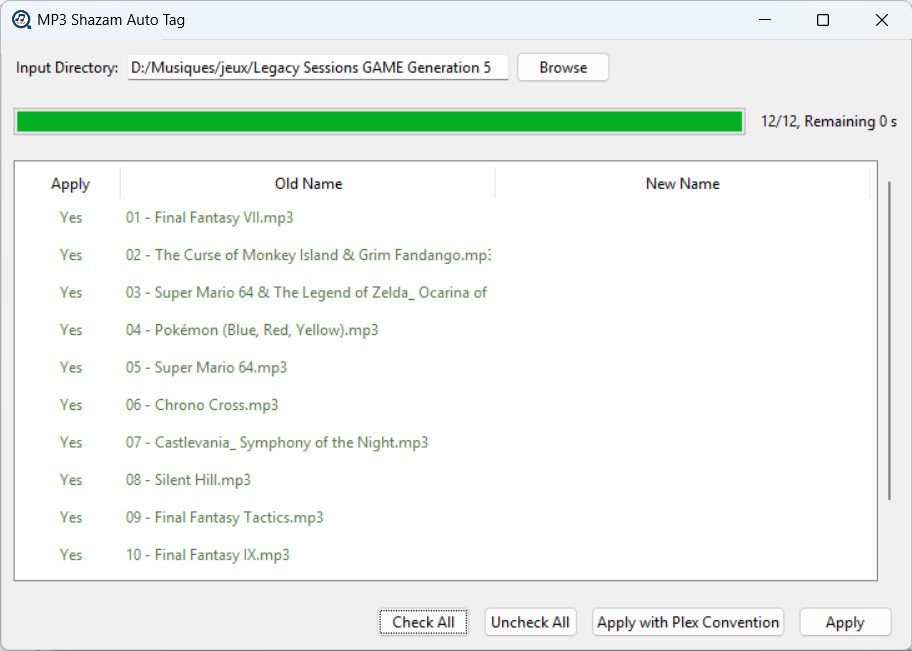 MP3 Shazam Auto Tag
Input Directory: D:/Musiques/jeux/Legacy Sessions GAME Generation 5 Browse
12/12, Remaining 0 s
Apply Old Name New Name
Yes 01 - Final Fantasy VII.mp3
Yes 02 - The Curse of Monkey Island & Grim Fandango.mp3
Yes 03 - Super Mario 64 & The Legend of Zelda_ Ocarina of
Yes 04 - Pokémon (Blue, Red, Yellow).mp3
Yes 05 - Super Mario 64.mp3
Yes 06 - Chrono Cross.mp3
Yes 07 - Castlevania_ Symphony of the Night.mp3
Yes 08 - Silent Hill.mp3
Yes 09 - Final Fantasy Tactics.mp3
Yes 10 - Final Fantasy IX.mp3
Check All Uncheck All Apply with Plex Convention Apply